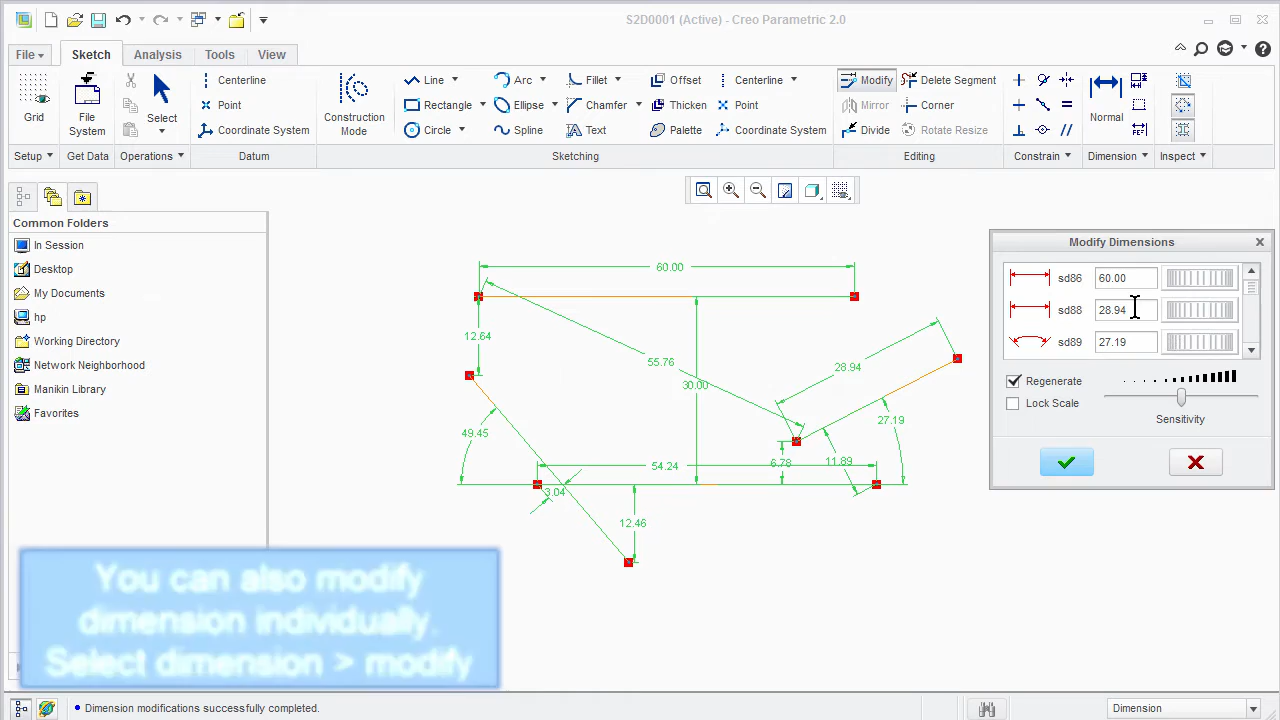 S2D0001 (Active) - Creo Parametric 2.0
File Sketch Analysis Tools View
Grid
File System
Select
Centerline
Point
Coordinate System
Construction Mode
Line
Rectangle
Circle
Arc
Ellipse
Spline
Fillet
Chamfer
Text
Offset
Thicken
Palette
Centerline
Point
Coordinate System
Modify
Mirror
Divide
Delete Segment
Corner
Rotate Resize
Normal
Setup Get Data Operations Datum Sketching Editing Constrain Dimension Inspect
Common Folders
In Session
Desktop
My Documents
hp
Working Directory
Network Neighborhood
Manikin Library
Favorites
60.00
12.64
55.76
30.00
28.94
49.45
27.19
54.24
6.78
11.89
3.04
12.46
Modify Dimensions
sd86 60.00
sd88 28.94
sd89 27.19
Regenerate
Lock Scale
Sensitivity
You can also modify
dimension individually.
Select dimension > modify
Dimension modifications successfully completed.
Dimension